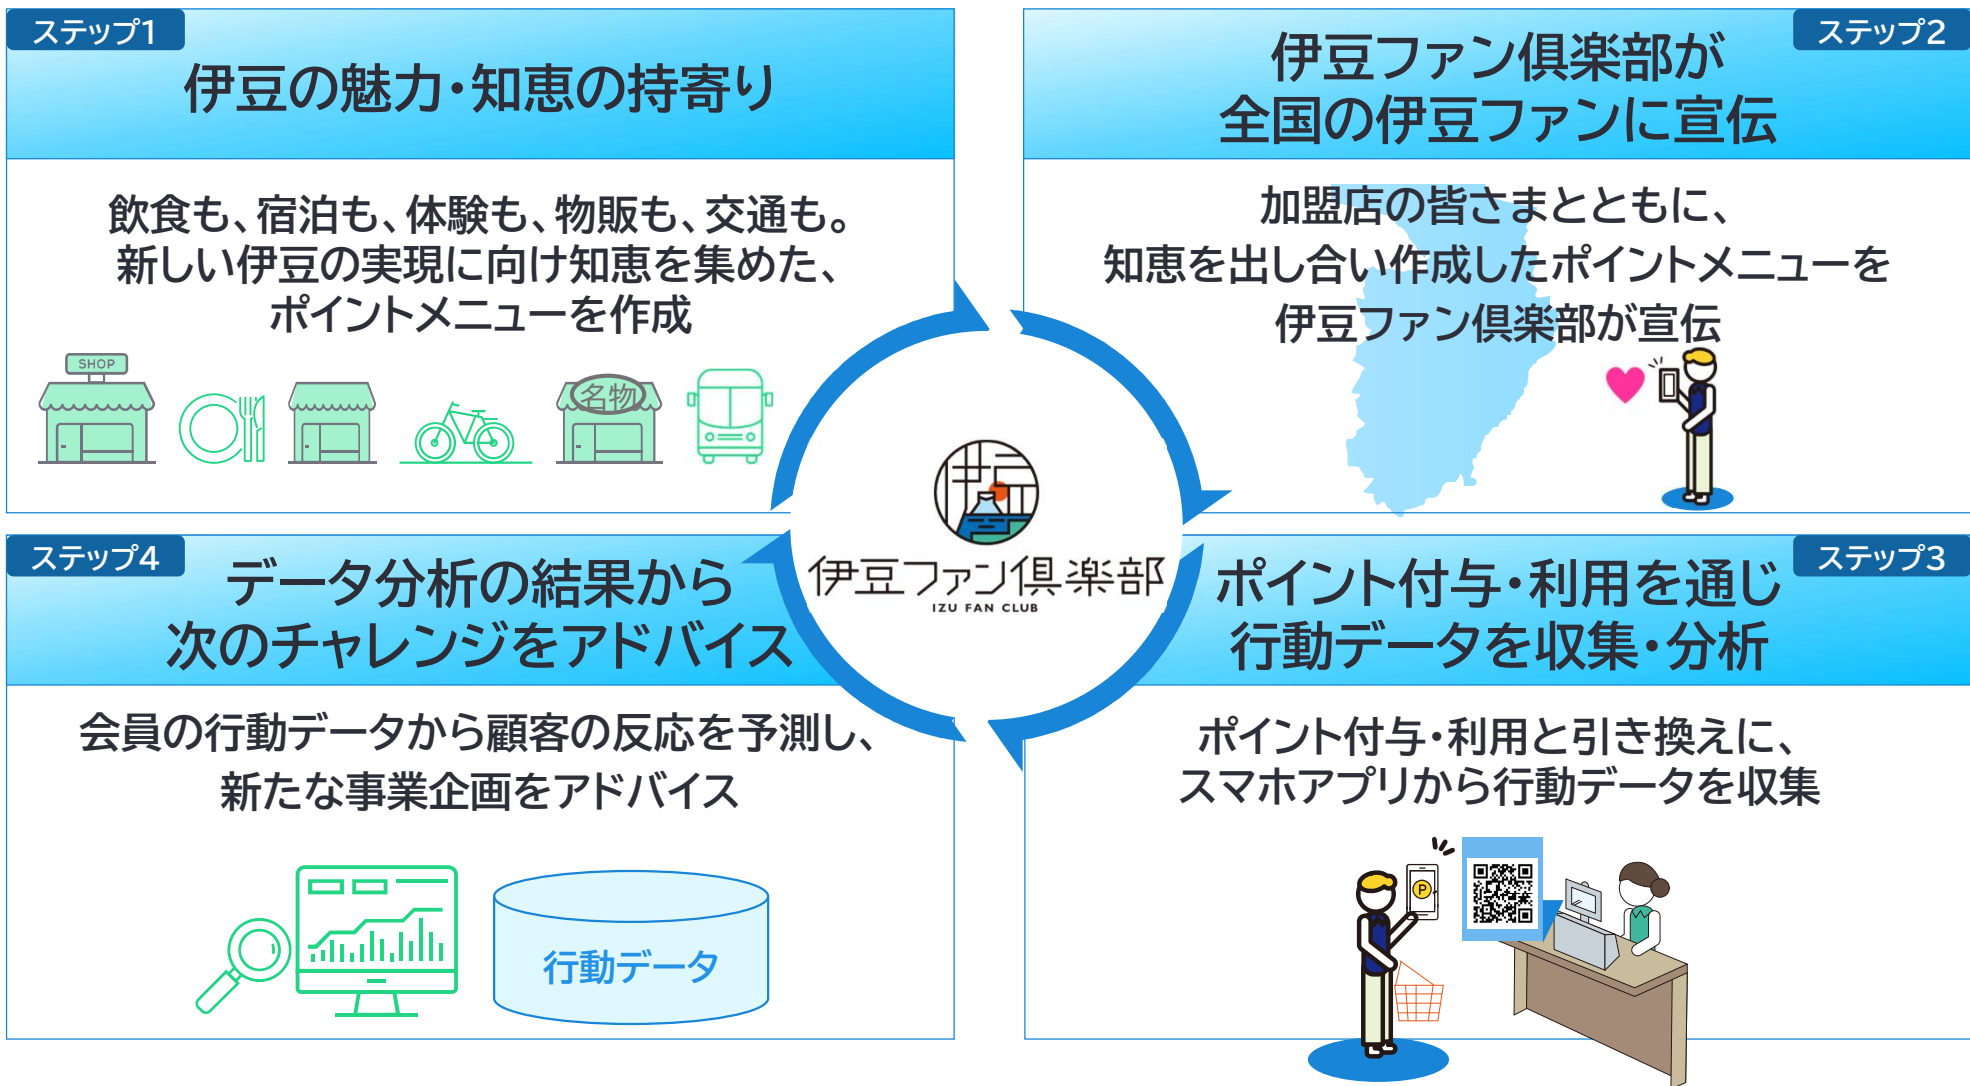 ステップ1
伊豆の魅力・知恵の持寄り
飲食も、宿泊も、体験も、物販も、交通も。
新しい伊豆の実現に向け知恵を集めた、
ポイントメニューを作成
SHOP
名物
ステップ2
伊豆ファン倶楽部が
全国の伊豆ファンに宣伝
加盟店の皆さまとともに、
知恵を出し合い作成したポイントメニューを
伊豆ファン倶楽部が宣伝
伊豆
伊豆ファン倶楽部
IZU FAN CLUB
ステップ3
ポイント付与・利用を通じ
行動データを収集・分析
ポイント付与・利用と引き換えに、
スマホアプリから行動データを収集
P
ステップ4
データ分析の結果から
次のチャレンジをアドバイス
会員の行動データから顧客の反応を予測し、
新たな事業企画をアドバイス
行動データ